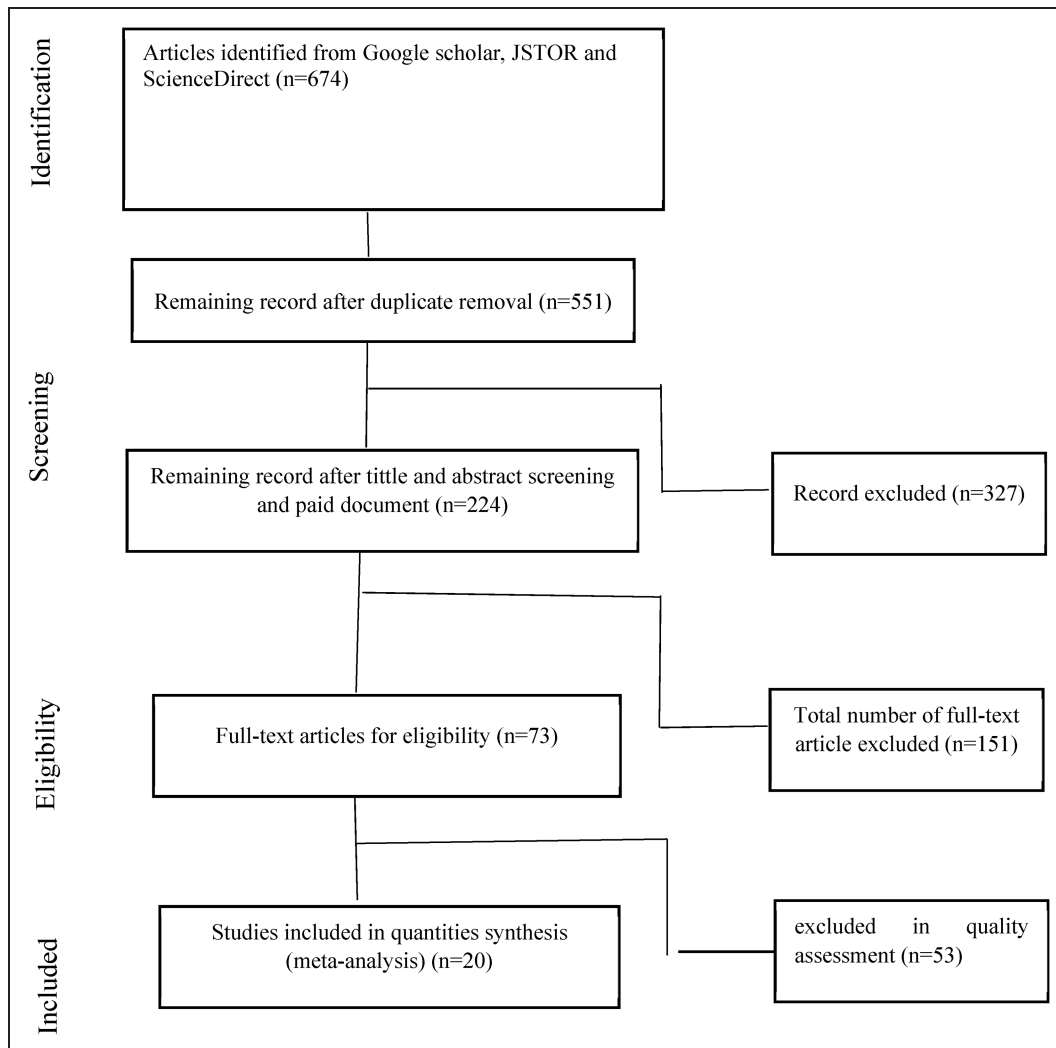 Identification
Articles identified from Google scholar, JSTOR and
ScienceDirect (n=674)
Remaining record after duplicate removal (n=551)
Screening
Remaining record after tittle and abstract screening
and paid document (n=224)
Record excluded (n=327)
Eligibility
Full-text articles for eligibility (n=73)
Total number of full-text
article excluded (n=151)
Included
Studies included in quantities synthesis
(meta-analysis) (n=20)
excluded in quality
assessment (n=53)